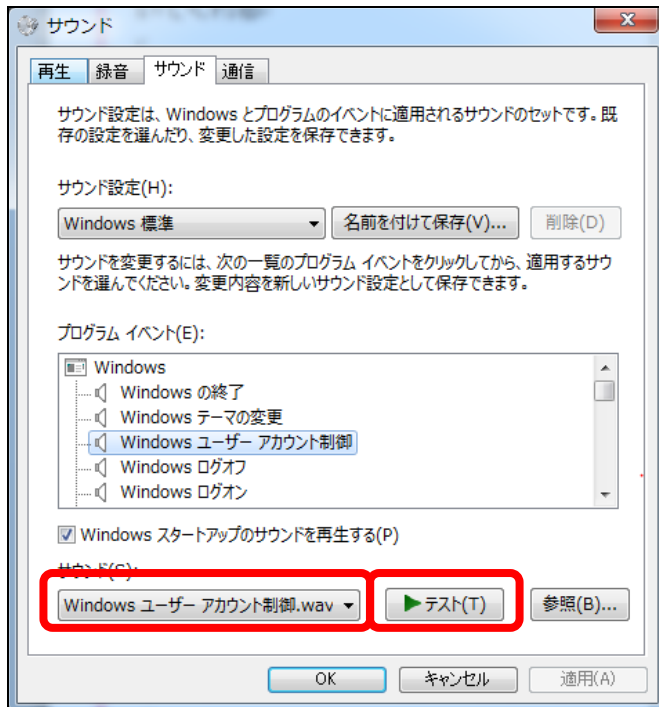 サウンド
再生 録音 サウンド 通信
サウンド設定は、Windows とプログラムのイベントに適用されるサウンドのセットです。既
存の設定を選んだり、変更した設定を保存できます。
サウンド設定(H):
Windows 標準 名前を付けて保存(V)... 削除(D)
サウンドを変更するには、次の一覧のプログラム イベントをクリックしてから、適用するサウ
ンドを選んでください。変更内容を新しいサウンド設定として保存できます。
プログラム イベント(E):
Windows
Windows の終了
Windows テーマの変更
Windows ユーザー アカウント制御
Windows ログオフ
Windows ログオン
Windows スタートアップのサウンドを再生する(P)
サウンド(S):
Windows ユーザー アカウント制御.wav テスト(T) 参照(B)...
OK キャンセル 適用(A)